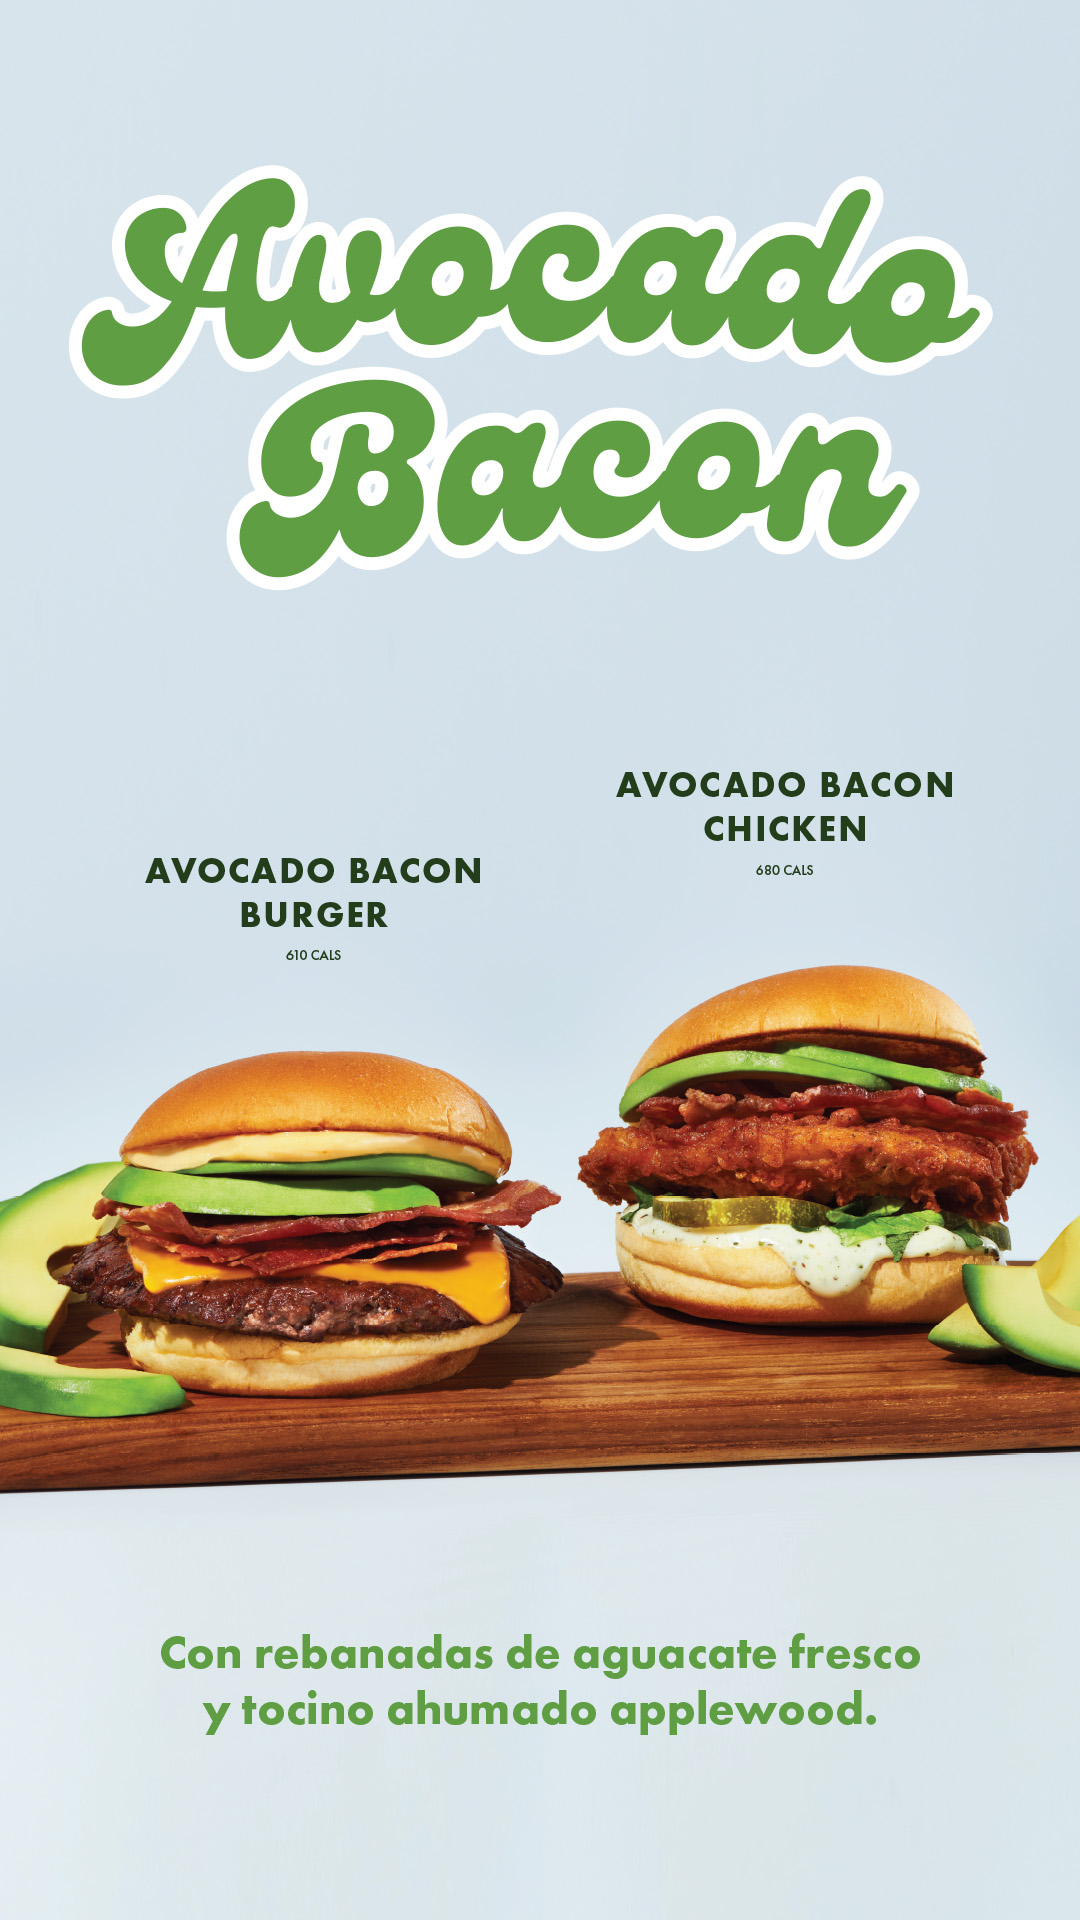 Avocado
Bacon
AVOCADO BACON
BURGER
610 CALS
AVOCADO BACON
CHICKEN
680 CALS
Con rebanadas de aguacate fresco
y tocino ahumado applewood.